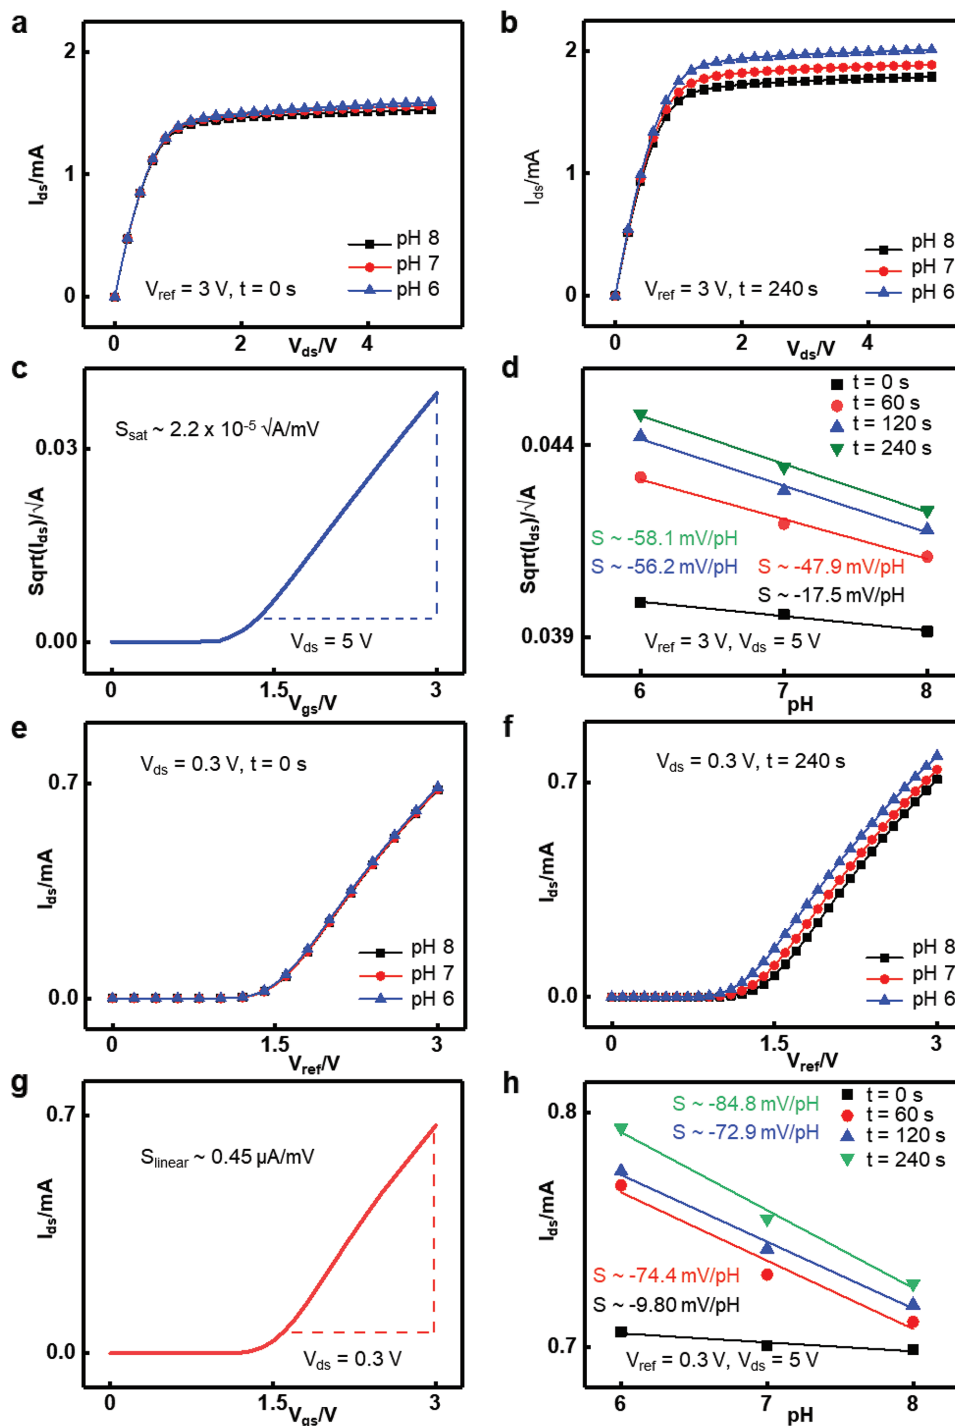 a
2
1
0
I_ds/mA
pH 8
pH 7
pH 6
V_ref = 3 V, t = 0 s
0 2 4
V_ds/V
b
2
1
0
I_ds/mA
pH 8
pH 7
pH 6
V_ref = 3 V, t = 240 s
0 2 4
V_ds/V
c
S_sat ~ 2.2 x 10^-5 √A/mV
0.03
0.00
Sqrt(I_ds)/√A
V_ds = 5 V
0 1.5 3
V_gs/V
d
t = 0 s
t = 60 s
t = 120 s
t = 240 s
0.044
0.039
Sqrt(I_ds)/√A
S ~ -58.1 mV/pH
S ~ -56.2 mV/pH
S ~ -47.9 mV/pH
S ~ -17.5 mV/pH
V_ref = 3 V, V_ds = 5 V
6 7 8
pH
e
V_ds = 0.3 V, t = 0 s
0.7
0.0
I_ds/mA
pH 8
pH 7
pH 6
0 1.5 3
V_ref/V
f
V_ds = 0.3 V, t = 240 s
0.7
0.0
I_ds/mA
pH 8
pH 7
pH 6
0 1.5 3
V_ref/V
g
0.7
0.0
I_ds/mA
S_linear ~ 0.45 µA/mV
V_ds = 0.3 V
0 1.5 3
V_gs/V
h
S ~ -84.8 mV/pH
S ~ -72.9 mV/pH
t = 0 s
t = 60 s
t = 120 s
t = 240 s
0.8
0.7
I_ds/mA
S ~ -74.4 mV/pH
S ~ -9.80 mV/pH
V_ref = 0.3 V, V_ds = 5 V
6 7 8
pH